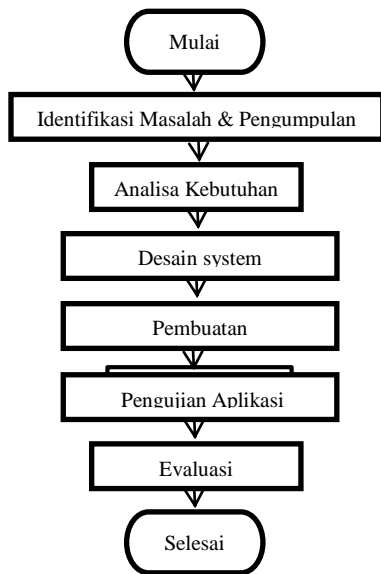 Mulai
Identifikasi Masalah & Pengumpulan
Analisa Kebutuhan
Desain system
Pembuatan
Pengujian Aplikasi
Evaluasi
Selesai